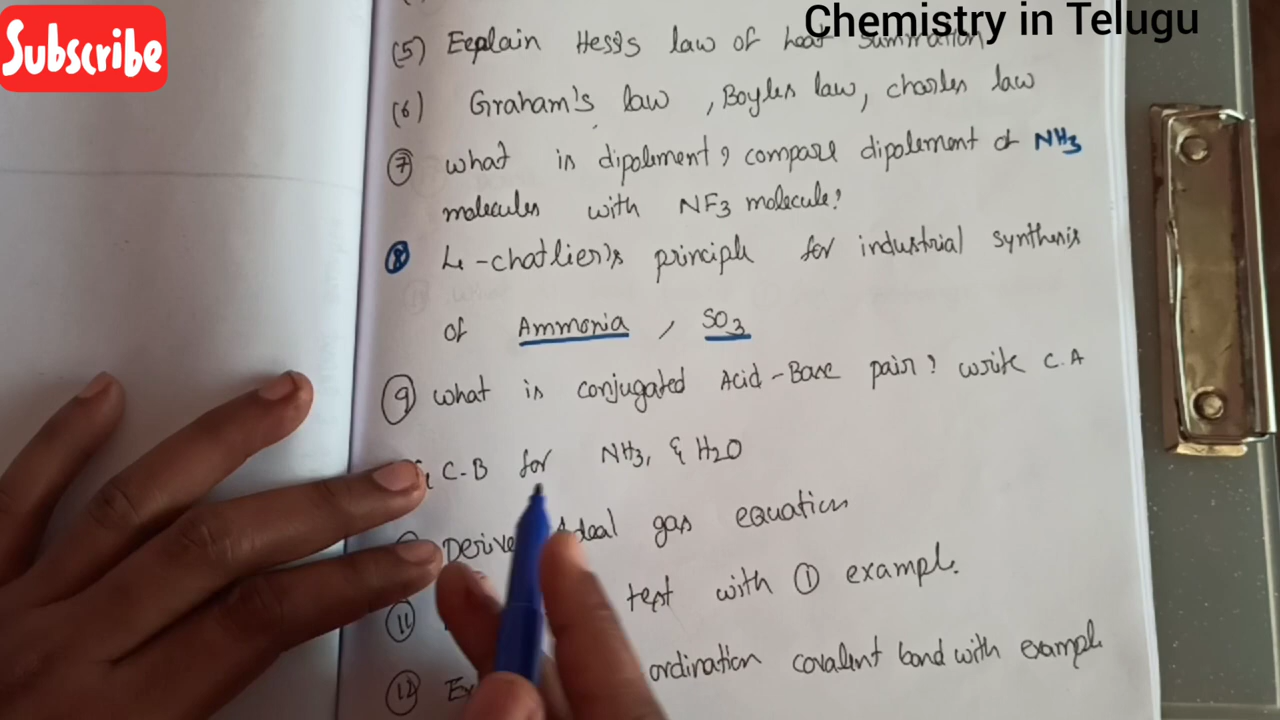 Subscribe
Chemistry in Telugu
(5) Explain Hess's law of heat summation
(6) Graham's law, Boyles law, charles law
(7) what is dipolement? compare dipolement of NH3
molecules with NF3 molecule?
(8) Le-chatlier's principle for industrial synthesis
of Ammonia, SO3
(9) what is conjugated Acid-Base pair? write C.A
C-B for NH3, & H2O
Derive Ideal gas equation
(11) test with (1) example.
(12) ordination covalent bond with example